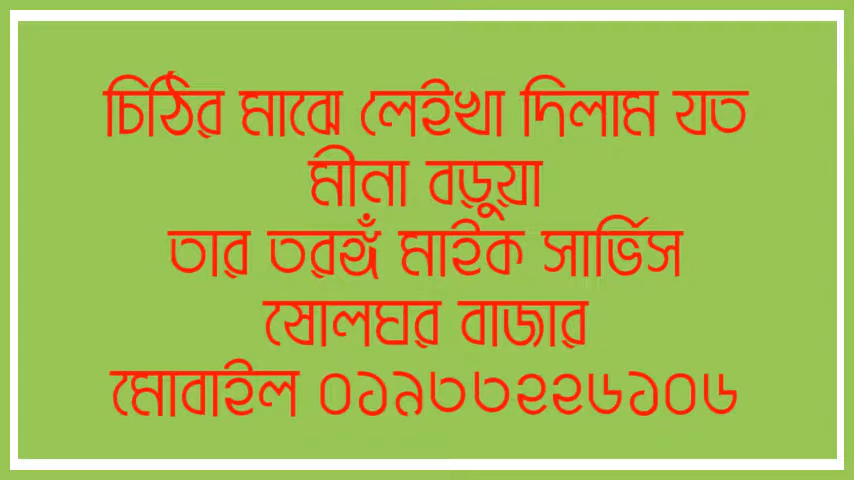 চিঠির মাঝে লেইখা দিলাম যত
মীনা বড়ুয়া
তার তরঙ্গঁ মাইক সার্ভিস
ষোলঘর বাজার
মোবাইল ০১৯৩৩২২৬১০৬